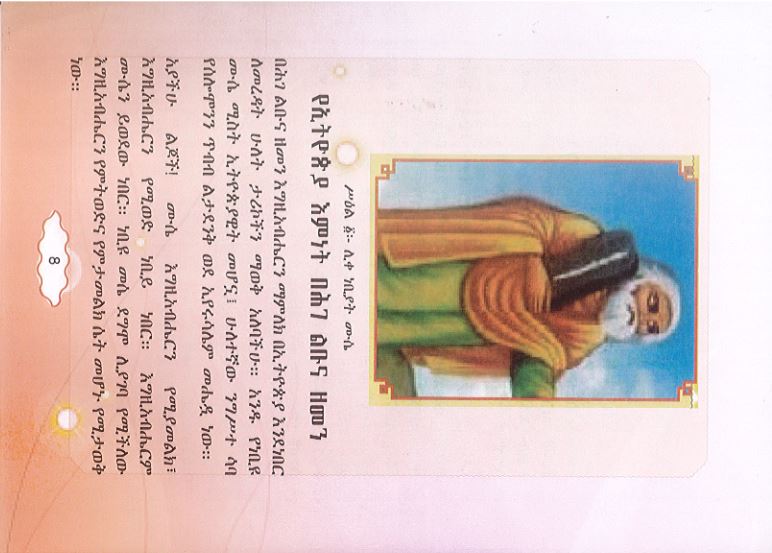 ሥዕል ፩፡- ሊቀ ነቢያት ሙሴ
የኢትዮጵያ እምነት በሕገ ልቡና ዘመን
በሕገ ልቡና ዘመን እግዚአብሔርን ማምለክ በኢትዮጵያ እንደነበር
ለመረዳት ሁለት ታሪኮችን ማወቅ አለባችሁ። አንዱ የነቢዩ
ሙሴ ሚስት ኢትዮጵያዊት መሆኗ፤ ሁለተኛው ንግሥተ ሳባ
የሰሎሞንን ጥበብ ልታደንቅ ወደ ኢየሩሳሌም መሔዷ ነው።
አያችሁ ልጆች! ሙሴ እግዚአብሔርን የሚያመልክ፣
እግዚአብሔርን የሚወድ ነቢይ ነበር። እግዚአብሔርም
ሙሴን ይወደው ነበር። ነቢዩ መሴ ደግሞ ሊያገባ የሚችለው
እግዚአብሔርን የምትወድና የምታመልክ ሴት መሆኑ የሚታወቅ
ነው።
8